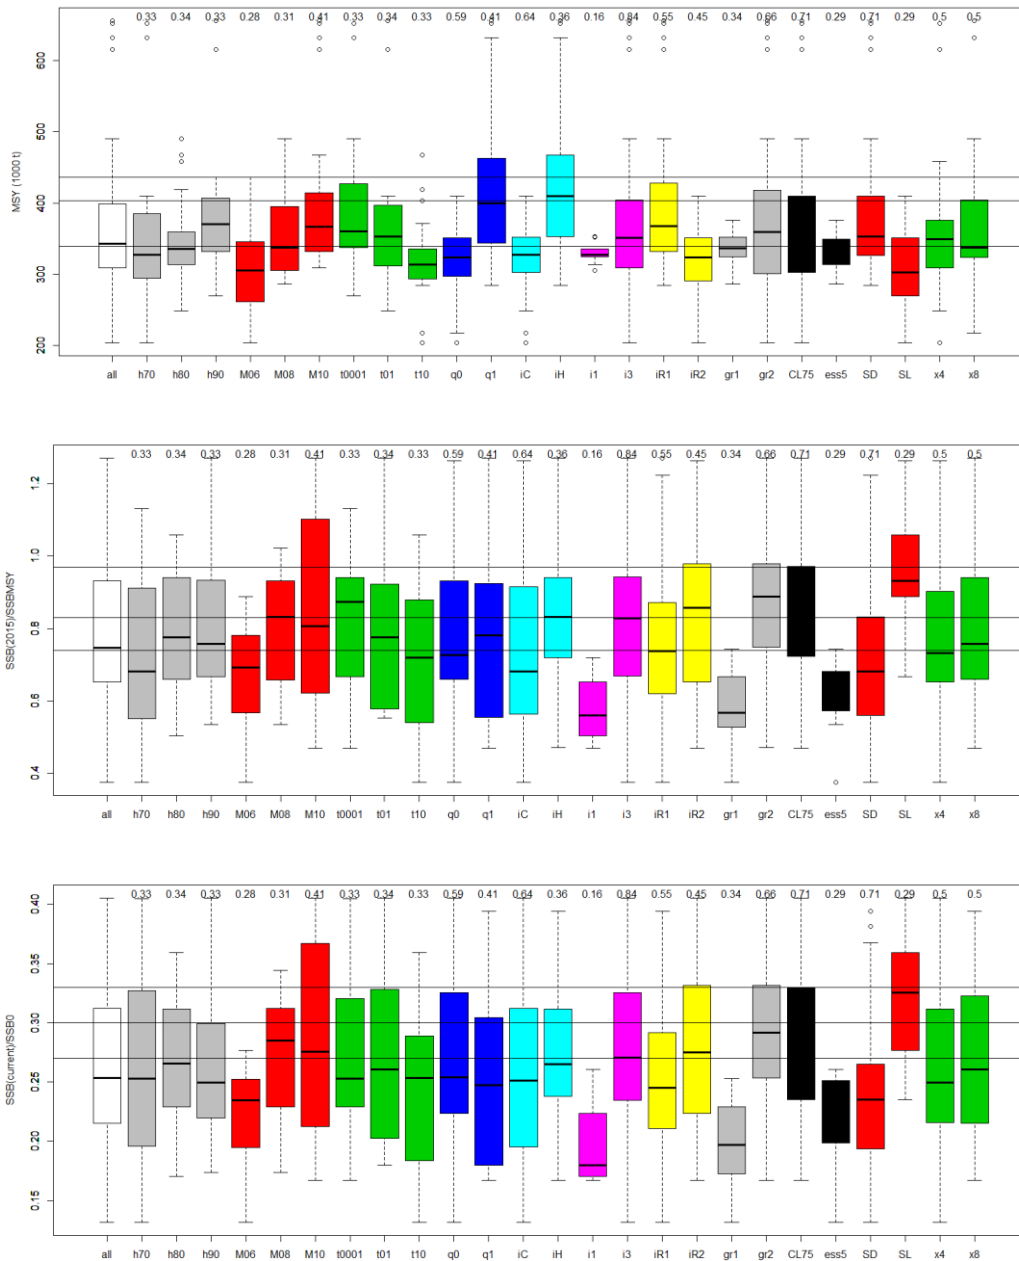 0.33 0.34 0.33 0.28 0.31 0.41 0.33 0.34 0.33 0.59 0.41 0.64 0.36 0.16 0.84 0.55 0.45 0.34 0.66 0.71 0.29 0.71 0.29 0.5 0.5
600
500
MSY (1000 t)
400
300
200
all h70 h80 h90 M06 M08 M10 t0001 t01 t10 q0 q1 iC iH i1 i3 iR1 iR2 gr1 gr2 CL75 ess5 SD SL x4 x8
0.33 0.34 0.33 0.28 0.31 0.41 0.33 0.34 0.33 0.59 0.41 0.64 0.36 0.16 0.84 0.55 0.45 0.34 0.66 0.71 0.29 0.71 0.29 0.5 0.5
1.2
1.0
SSB(2015)/SSBMSY
0.8
0.6
0.4
all h70 h80 h90 M06 M08 M10 t0001 t01 t10 q0 q1 iC iH i1 i3 iR1 iR2 gr1 gr2 CL75 ess5 SD SL x4 x8
0.33 0.34 0.33 0.28 0.31 0.41 0.33 0.34 0.33 0.59 0.41 0.64 0.36 0.16 0.84 0.55 0.45 0.34 0.66 0.71 0.29 0.71 0.29 0.5 0.5
0.40
0.35
0.30
SSB(current)/SSB0
0.25
0.20
0.15
all h70 h80 h90 M06 M08 M10 t0001 t01 t10 q0 q1 iC iH i1 i3 iR1 iR2 gr1 gr2 CL75 ess5 SD SL x4 x8